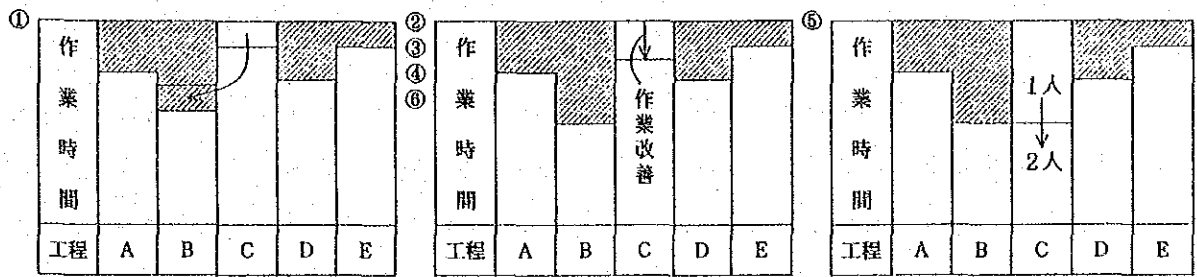 ①
作業時間
工程 A B C D E
②
③
④
⑥
作業時間
作業改善
工程 A B C D E
⑤
作業時間
1人
2人
工程 A B C D E